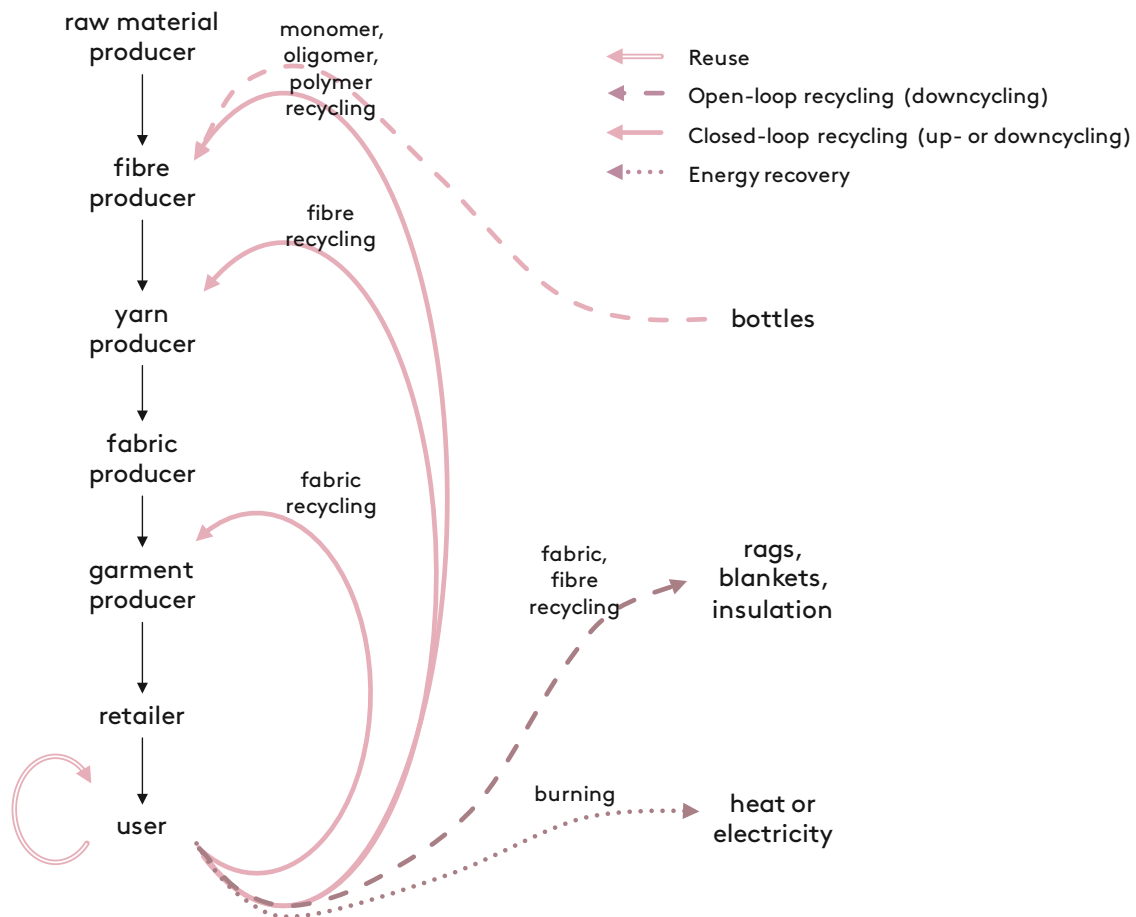 raw material
producer
monomer,
oligomer,
polymer
recycling
Reuse
Open-loop recycling (downcycling)
Closed-loop recycling (up- or downcycling)
Energy recovery
fibre
producer
fibre
recycling
yarn
producer
bottles
fabric
producer
fabric
recycling
garment
producer
fabric,
fibre
recycling
rags,
blankets,
insulation
retailer
user
burning
heat or
electricity